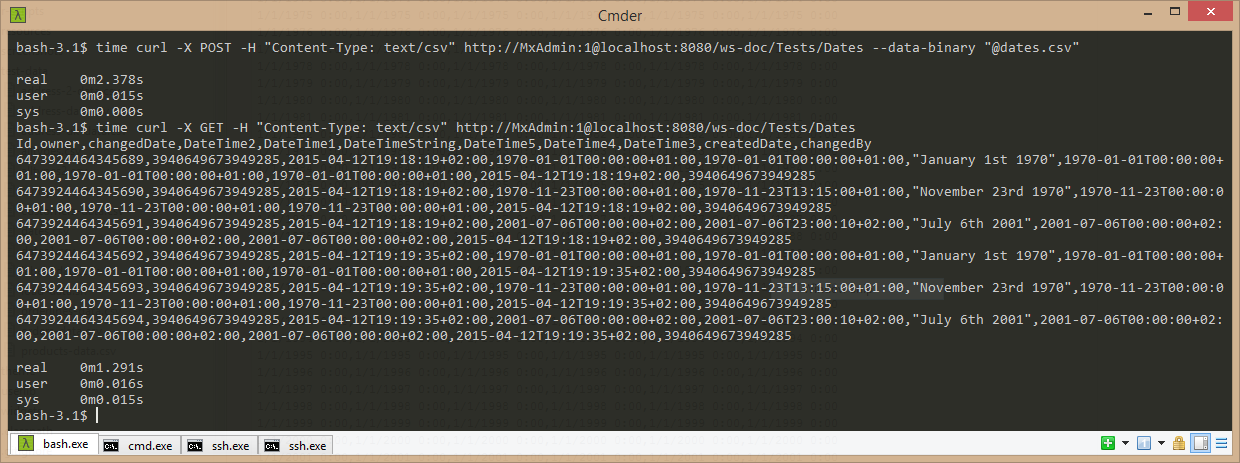 Cmder
bash-3.1$ time curl -X POST -H "Content-Type: text/csv" http://MxAdmin:1@localhost:8080/ws-doc/Tests/Dates --data-binary "@dates.csv"
real    0m2.378s
user    0m0.015s
sys     0m0.000s
bash-3.1$ time curl -X GET -H "Content-Type: text/csv" http://MxAdmin:1@localhost:8080/ws-doc/Tests/Dates
Id,owner,changedDate,DateTime2,DateTime1,DateTimeString,DateTime5,DateTime4,DateTime3,createdDate,changedBy
6473924464345689,3940649673949285,2015-04-12T19:18:19+02:00,1970-01-01T00:00:00+01:00,1970-01-01T00:00:00+01:00,"January 1st 1970",1970-01-01T00:00:00+
01:00,1970-01-01T00:00:00+01:00,1970-01-01T00:00:00+01:00,2015-04-12T19:18:19+02:00,3940649673949285
6473924464345690,3940649673949285,2015-04-12T19:18:19+02:00,1970-11-23T00:00:00+01:00,1970-11-23T13:15:00+01:00,"November 23rd 1970",1970-11-23T00:00:0
0+01:00,1970-11-23T00:00:00+01:00,1970-11-23T00:00:00+01:00,2015-04-12T19:18:19+02:00,3940649673949285
6473924464345691,3940649673949285,2015-04-12T19:18:19+02:00,2001-07-06T00:00:00+02:00,2001-07-06T23:00:10+02:00,"July 6th 2001",2001-07-06T00:00:00+02:
00,2001-07-06T00:00:00+02:00,2001-07-06T00:00:00+02:00,2015-04-12T19:18:19+02:00,3940649673949285
6473924464345692,3940649673949285,2015-04-12T19:19:35+02:00,1970-01-01T00:00:00+01:00,1970-01-01T00:00:00+01:00,"January 1st 1970",1970-01-01T00:00:00+
01:00,1970-01-01T00:00:00+01:00,1970-01-01T00:00:00+01:00,2015-04-12T19:19:35+02:00,3940649673949285
6473924464345693,3940649673949285,2015-04-12T19:19:35+02:00,1970-11-23T00:00:00+01:00,1970-11-23T13:15:00+01:00,"November 23rd 1970",1970-11-23T00:00:0
0+01:00,1970-11-23T00:00:00+01:00,1970-11-23T00:00:00+01:00,2015-04-12T19:19:35+02:00,3940649673949285
6473924464345694,3940649673949285,2015-04-12T19:19:35+02:00,2001-07-06T00:00:00+02:00,2001-07-06T23:00:10+02:00,"July 6th 2001",2001-07-06T00:00:00+02:
00,2001-07-06T00:00:00+02:00,2001-07-06T00:00:00+02:00,2015-04-12T19:19:35+02:00,3940649673949285
real    0m1.291s
user    0m0.016s
sys     0m0.015s
bash-3.1$
bash.exe cmd.exe ssh.exe ssh.exe